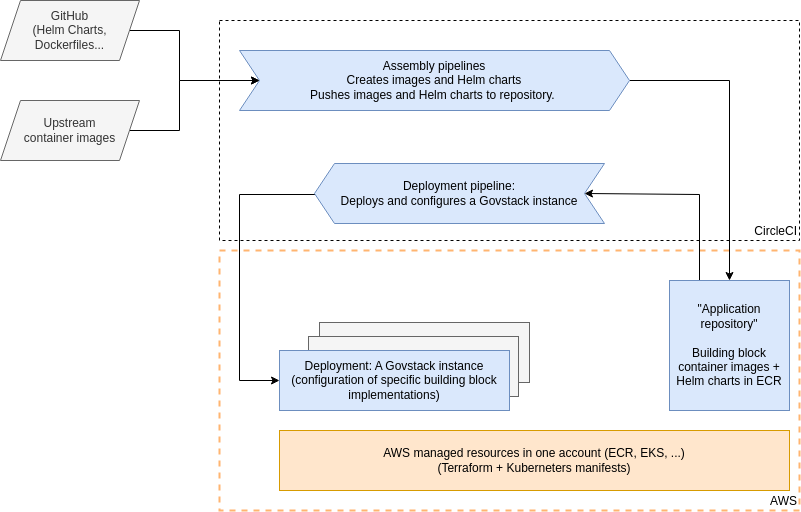 GitHub
(Helm Charts,
Dockerfiles...
Upstream
container images
Assembly pipelines
Creates images and Helm charts
Pushes images and Helm charts to repository.
Deployment pipeline:
Deploys and configures a Govstack instance
CircleCI
"Application
repository"
Building block
container images +
Helm charts in ECR
Deployment: A Govstack instance
(configuration of specific building block
implementations)
AWS managed resources in one account (ECR, EKS, ...)
(Terraform + Kuberneters manifests)
AWS